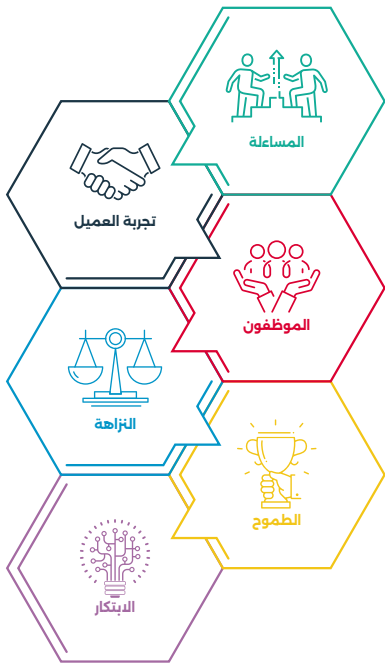 المساءلة
تجربة العميل
الموظفون
النزاهة
الطموح
الابتكار